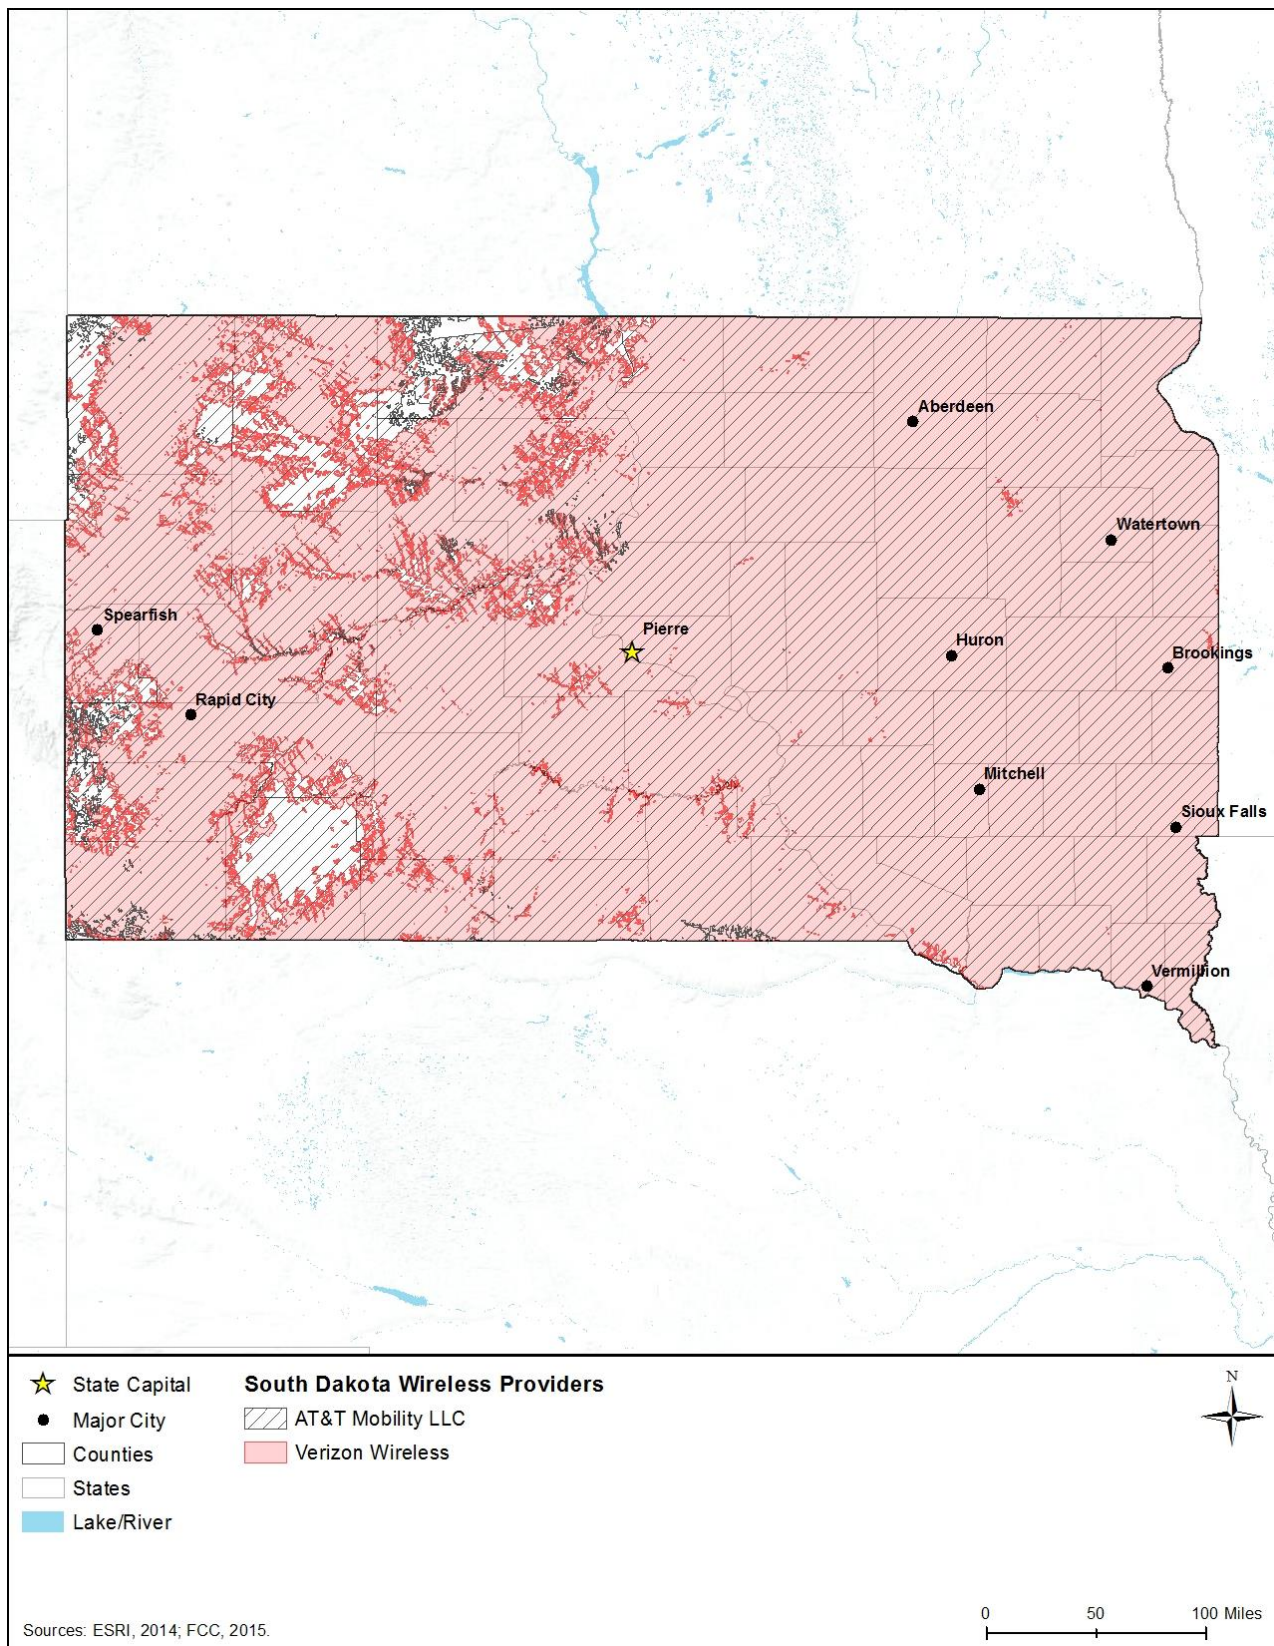 Aberdeen
Watertown
Spearfish
Pierre
Huron
Brookings
Rapid City
Mitchell
Sioux Falls
Vermillion
State Capital
South Dakota Wireless Providers
N
Major City
AT&T Mobility LLC
Counties
Verizon Wireless
States
Lake/River
0 50 100 Miles
Sources: ESRI, 2014; FCC, 2015.